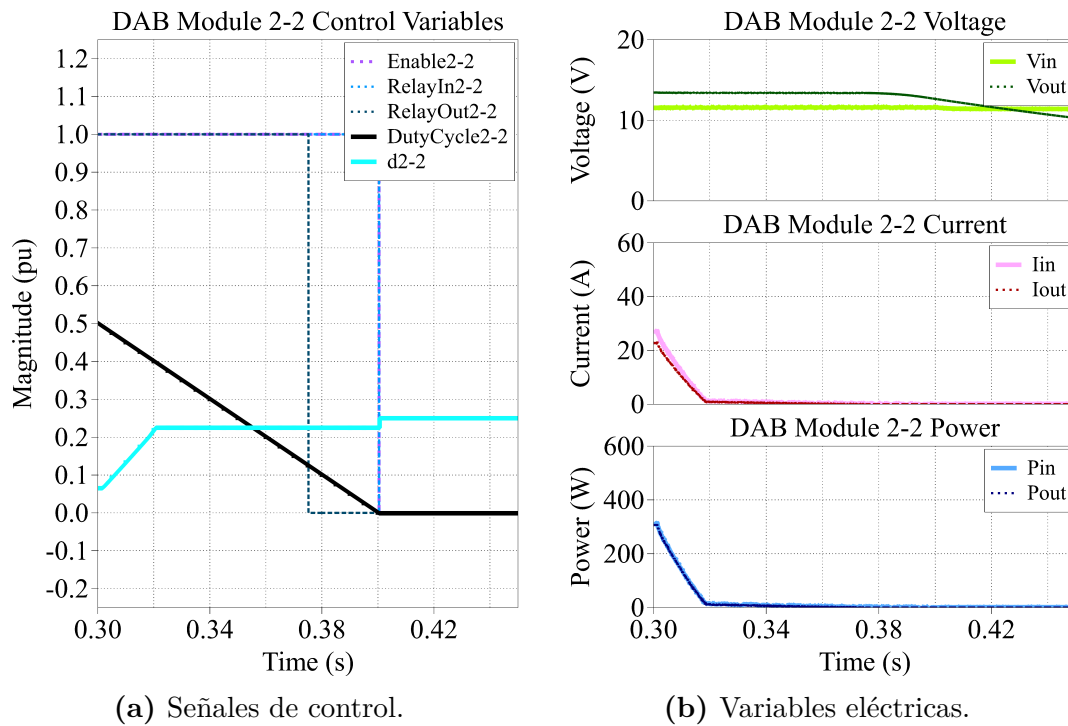 DAB Module 2-2 Control Variables
1.2
1.1
1.0
0.9
0.8
0.7
0.6
0.5
0.4
0.3
0.2
0.1
0.0
-0.1
-0.2
Magnitude (pu)
Enable2-2
RelayIn2-2
RelayOut2-2
DutyCycle2-2
d2-2
0.30 0.34 0.38 0.42
Time (s)
(a) Señales de control.
DAB Module 2-2 Voltage
20
10
0
Voltage (V)
Vin
Vout
DAB Module 2-2 Current
60
40
20
0
Current (A)
Iin
Iout
DAB Module 2-2 Power
600
400
200
0
Power (W)
Pin
Pout
0.30 0.34 0.38 0.42
Time (s)
(b) Variables eléctricas.